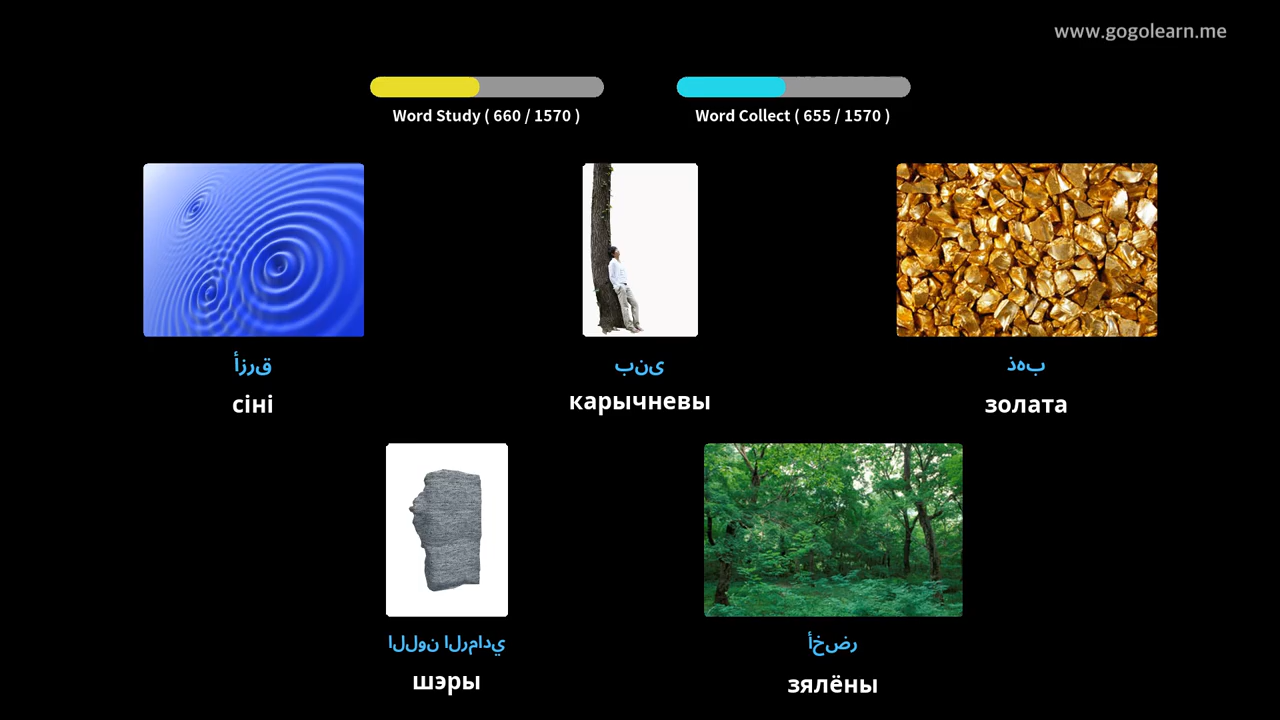 www.gogolearn.me
Word Study ( 660 / 1570 )
Word Collect ( 655 / 1570 )
أزرق
сіні
بنى
карычневы
ذهب
золата
اللون الرمادي
шэры
أخضر
зялёны